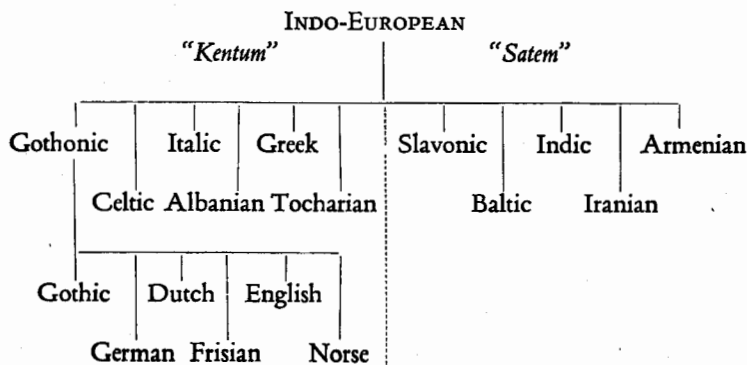 INDO-EUROPEAN
"Kentum" "Satem"
Gothonic Italic Greek Slavonic Indic Armenian
Celtic Albanian Tocharian Baltic Iranian
Gothic Dutch English
German Frisian Norse